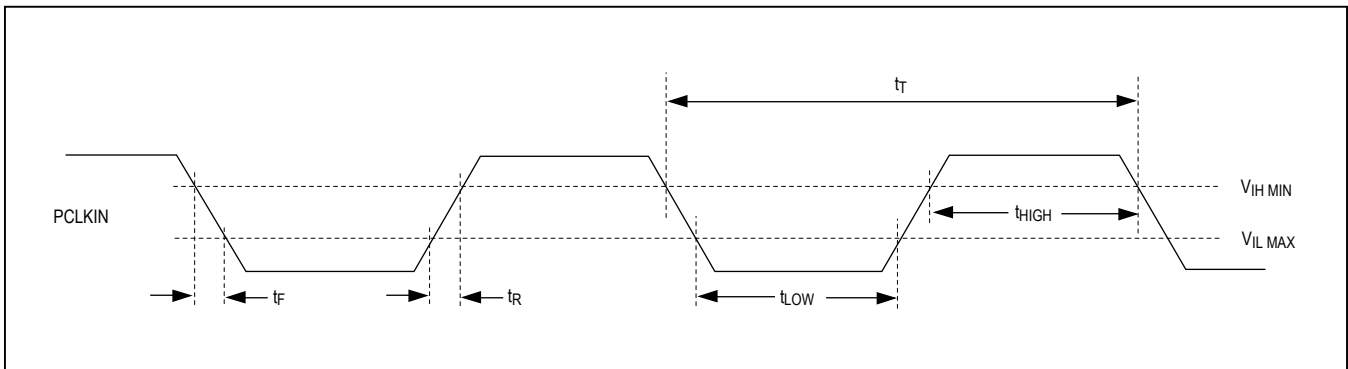 tT
VIH MIN
PCLKIN
tHIGH
VIL MAX
tF
tR
tLOW